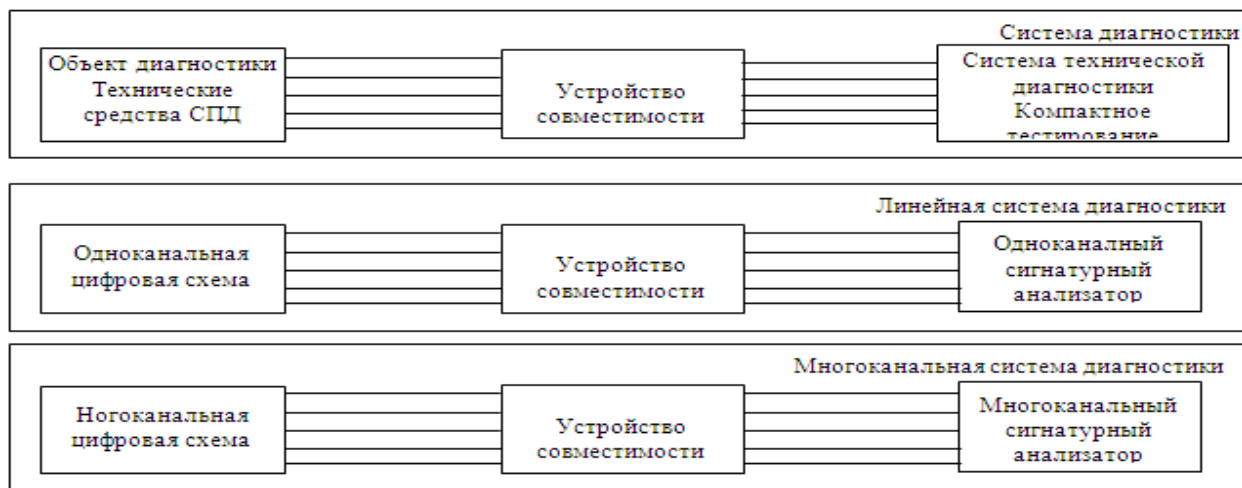 Система диагностики
Объект диагностики
Технические
средства СПД
Устройство
совместимости
Система технической
диагностики
Компактное
тестирование
Линейная система диагностики
Одноканальная
цифровая схема
Устройство
совместимости
Одноканалный
сигнатурный
анализатор
Многоканальная система диагностики
Ногоканальная
цифровая схема
Устройство
совместимости
Многоканальный
сигнатурный
анализатор